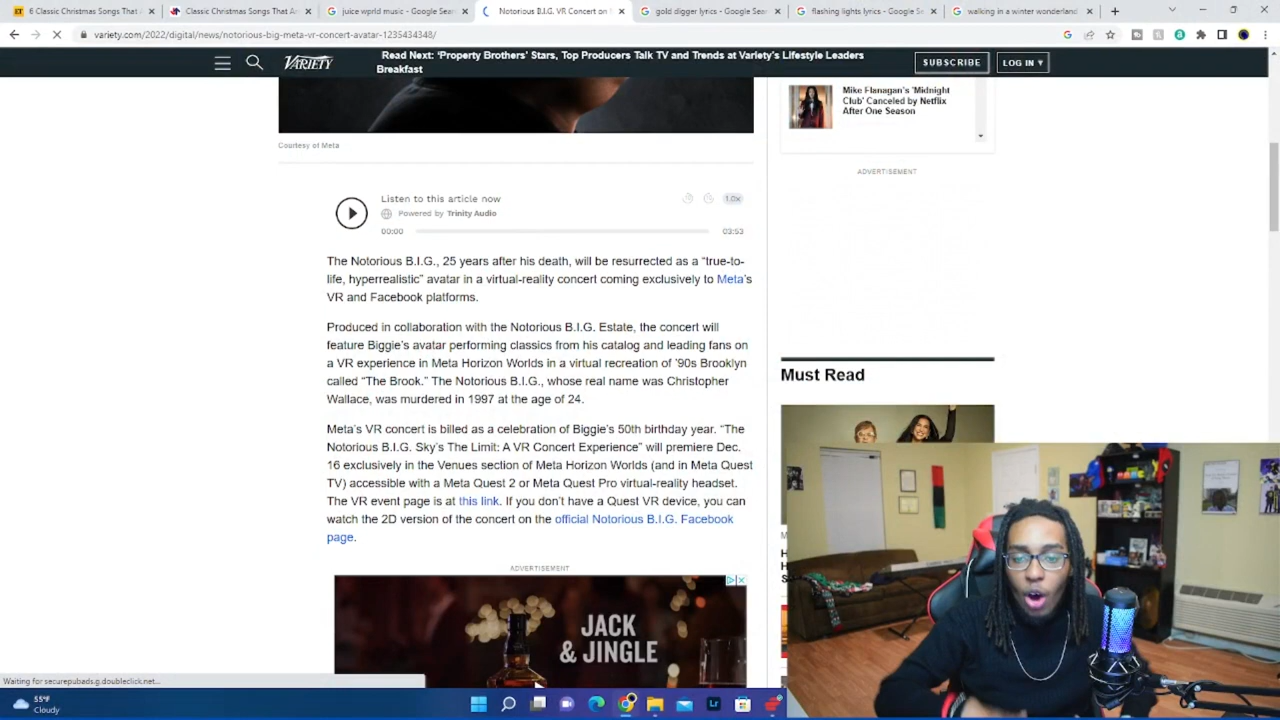 6 Classic Christmas Songs That A
Classic Christmas Songs That Are
juice wrld music - Google Sear
Notorious B.I.G. VR Concert on
gold digger lyrics - Google Sear
flashing lights lyrics - Google Se
walking in a winter wonderland
variety.com/2022/digital/news/notorious-big-meta-vr-concert-avatar-1235434348/
VARIETY
Read Next: ‘Property Brothers’ Stars, Top Producers Talk TV and Trends at Variety’s Lifestyle Leaders
Breakfast
SUBSCRIBE
LOG IN
Mike Flanagan's 'Midnight
Club' Canceled by Netflix
After One Season
Courtesy of Meta
ADVERTISEMENT
Listen to this article now
Powered by Trinity Audio
1.0x
00:00
03:53
The Notorious B.I.G., 25 years after his death, will be resurrected as a “true-to-
life, hyperrealistic” avatar in a virtual-reality concert coming exclusively to Meta’s
VR and Facebook platforms.
Produced in collaboration with the Notorious B.I.G. Estate, the concert will
feature Biggie’s avatar performing classics from his catalog and leading fans on
a VR experience in Meta Horizon Worlds in a virtual recreation of ’90s Brooklyn
called “The Brook.” The Notorious B.I.G., whose real name was Christopher
Wallace, was murdered in 1997 at the age of 24.
Meta’s VR concert is billed as a celebration of Biggie’s 50th birthday year. “The
Notorious B.I.G. Sky’s The Limit: A VR Concert Experience” will premiere Dec.
16 exclusively in the Venues section of Meta Horizon Worlds (and in Meta Quest
TV) accessible with a Meta Quest 2 or Meta Quest Pro virtual-reality headset.
The VR event page is at this link. If you don’t have a Quest VR device, you can
watch the 2D version of the concert on the official Notorious B.I.G. Facebook
page.
Must Read
ADVERTISEMENT
JACK
& JINGLE
Waiting for securepubads.g.doubleclick.net...
55°F
Cloudy